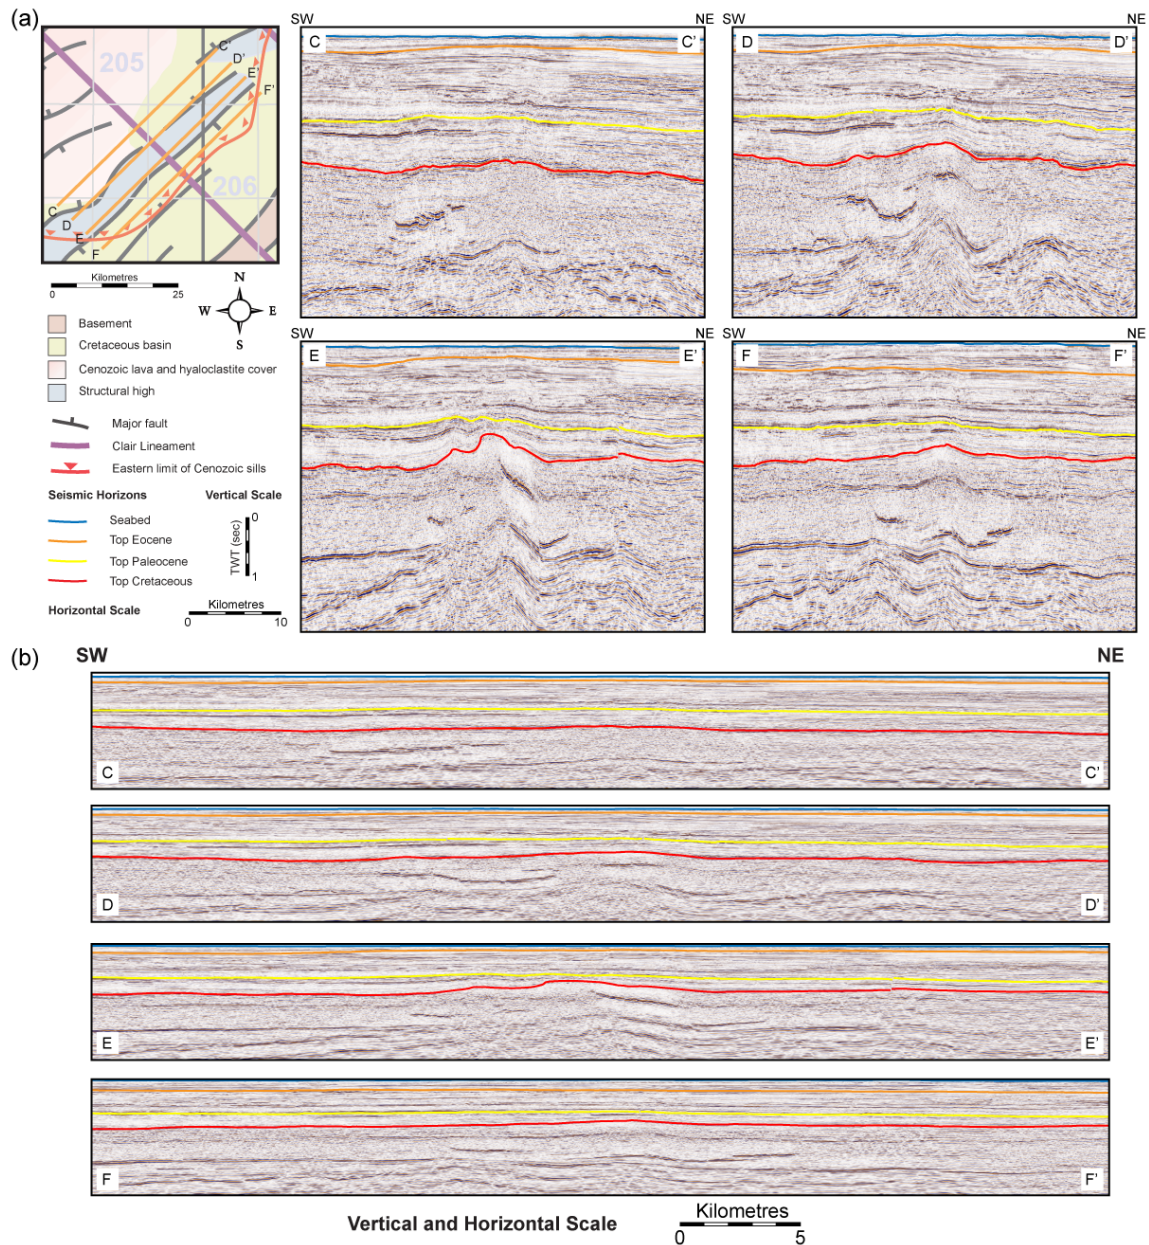 (a)
SW NE SW NE
C C' D D'
205
206
C'
D'
E'
F'
C
D
E
F
Kilometres
0 25
N
W E
S
Basement
Cretaceous basin
Cenozoic lava and hyaloclastite cover
Structural high
Major fault
Clair Lineament
Eastern limit of Cenozoic sills
Seismic Horizons Vertical Scale
Seabed
Top Eocene
Top Paleocene
Top Cretaceous
TWT (sec)
0
1
Horizontal Scale
Kilometres
0 10
SW NE SW NE
E E' F F'
(b) SW NE
C C'
D D'
E E'
F F'
Vertical and Horizontal Scale
Kilometres
0 5